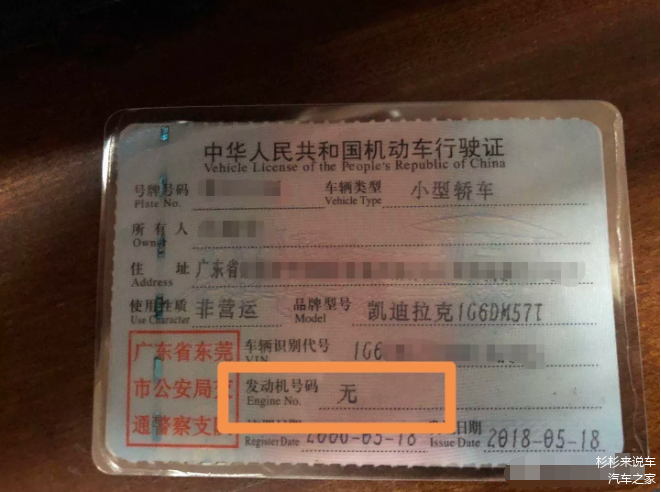 中华人民共和国机动车行驶证
Vehicle License of the People's Republic of China
号牌号码 车辆类型 小型轿车
Plate No. Vehicle Type
所有人
Owner
住 址 广东省
Address
使用性质 非营运 品牌型号 凯迪拉克1G6DM57T
Use Character Model
广东省东莞 车辆识别代号 1G6
VIN
市公安局交 发动机号码 无
Engine No.
通警察支队 日期
Register Date 2006-05-18 Issue Date 2018-05-18
杉杉来说车
汽车之家